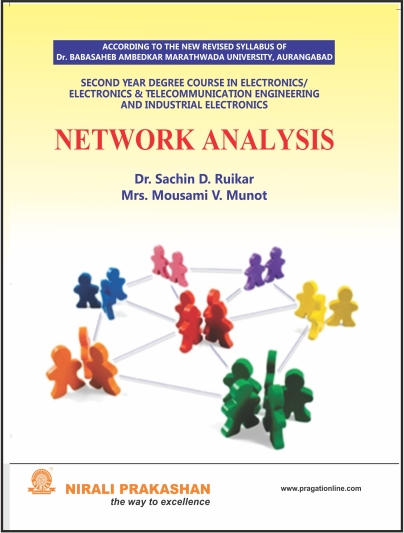 ACCORDING TO THE NEW REVISED SYLLABUS OF
Dr. BABASAHEB AMBEDKAR MARATHWADA UNIVERSITY, AURANGABAD
SECOND YEAR DEGREE COURSE IN ELECTRONICS/
ELECTRONICS & TELECOMMUNICATION ENGINEERING
AND INDUSTRIAL ELECTRONICS
NETWORK ANALYSIS
Dr. Sachin D. Ruikar
Mrs. Mousami V. Munot
NIRALI PRAKASHAN
the way to excellence
www.pragationline.com